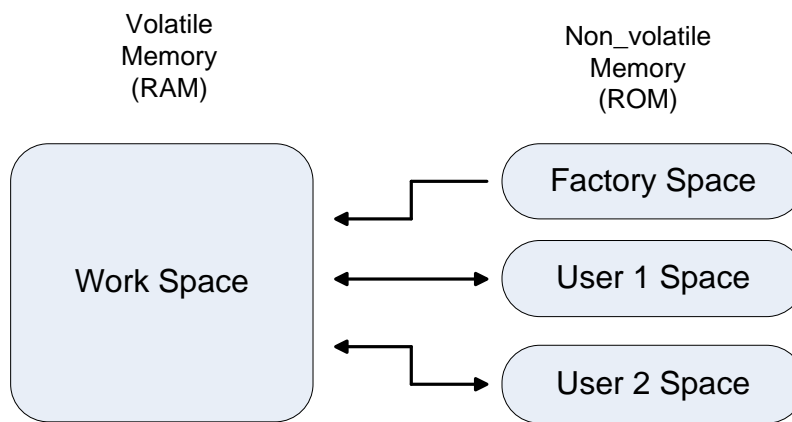 Volatile
Memory
(RAM)
Non_volatile
Memory
(ROM)
Work Space
Factory Space
User 1 Space
User 2 Space